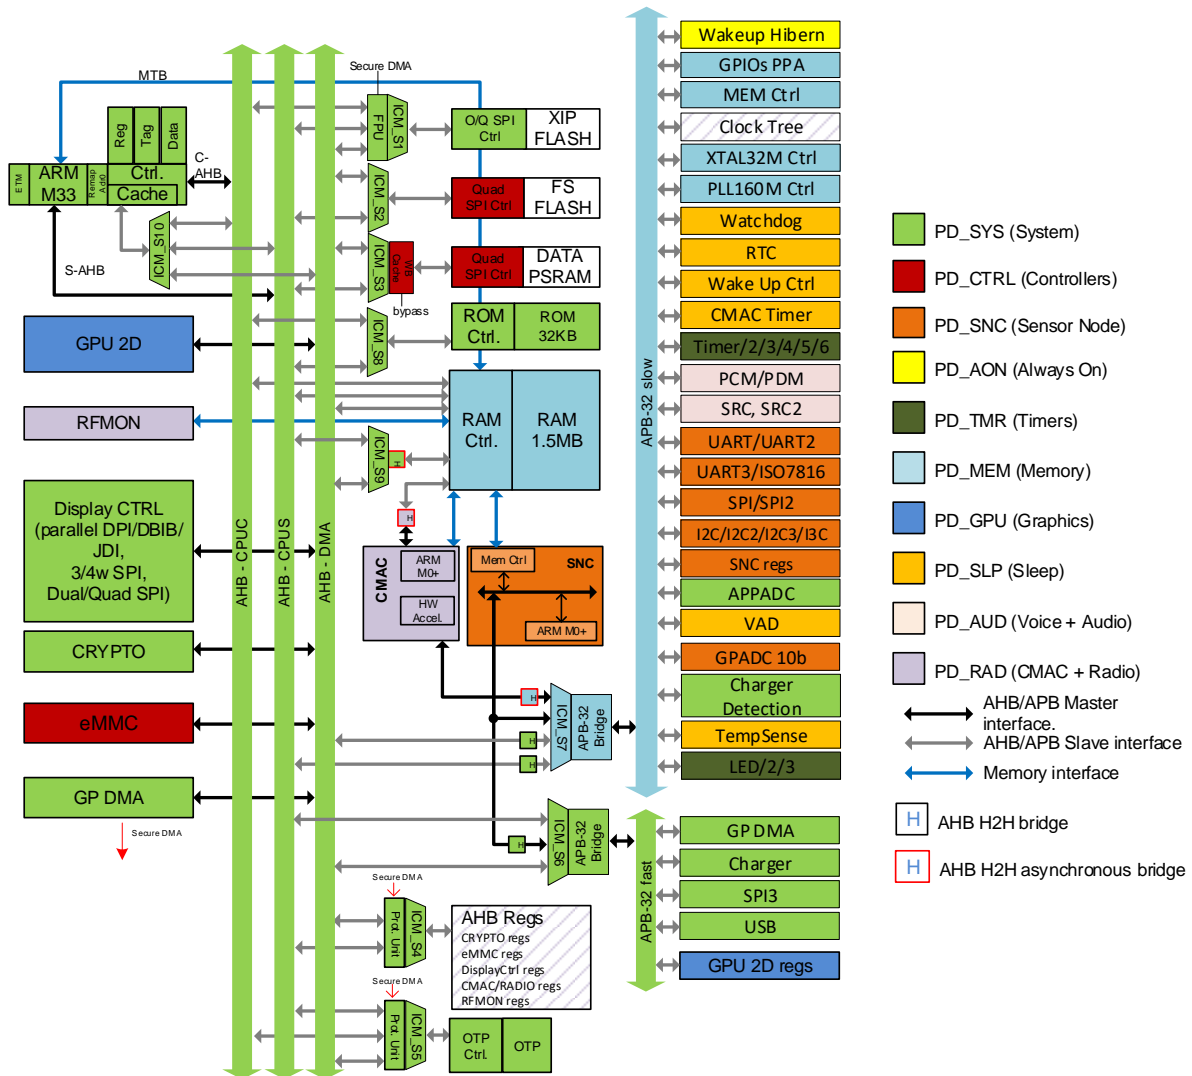 MTB
Secure DMA
Reg
Tag
Data
C-
AHB
ETM
ARM
M33
Remap
Adr0
Ctrl.
Cache
ICM_S10
S-AHB
GPU 2D
RFMON
Display CTRL
(parallel DPI/DBIB/
JDI,
3/4w SPI,
Dual/Quad SPI)
CRYPTO
eMMC
GP DMA
Secure DMA
AHB - CPUC
AHB - CPUS
AHB - DMA
FPU
ICM_S1
O/Q SPI
Ctrl
XIP
FLASH
ICM_S2
Quad
SPI Ctrl
FS
FLASH
ICM_S3
WB
Cache
bypass
Quad
SPI Ctrl
DATA
PSRAM
ICM_S8
ROM
Ctrl.
ROM
32KB
RAM
Ctrl.
RAM
1.5MB
ICM_S9
H
H
CMAC
ARM
M0+
HW
Accel.
Mem Ctrl
SNC
ARM M0+
H
H
H
ICM_S7
APB-32
Bridge
H
ICM_S6
APB-32
Bridge
Secure DMA
Prot. Unit
ICM_S4
AHB Regs
CRYPTO regs
eMMC regs
DisplayCtrl regs
CMAC/RADIO regs
RFMON regs
Secure DMA
Prot. Unit
ICM_S5
OTP
Ctrl.
OTP
APB-32 slow
Wakeup Hibern
GPIOs PPA
MEM Ctrl
Clock Tree
XTAL32M Ctrl
PLL160M Ctrl
Watchdog
RTC
Wake Up Ctrl
CMAC Timer
Timer/2/3/4/5/6
PCM/PDM
SRC, SRC2
UART/UART2
UART3/ISO7816
SPI/SPI2
I2C/I2C2/I2C3/I3C
SNC regs
APPADC
VAD
GPADC 10b
Charger
Detection
TempSense
LED/2/3
APB-32 fast
GP DMA
Charger
SPI3
USB
GPU 2D regs
PD_SYS (System)
PD_CTRL (Controllers)
PD_SNC (Sensor Node)
PD_AON (Always On)
PD_TMR (Timers)
PD_MEM (Memory)
PD_GPU (Graphics)
PD_SLP (Sleep)
PD_AUD (Voice + Audio)
PD_RAD (CMAC + Radio)
AHB/APB Master
interface.
AHB/APB Slave interface
Memory interface
H
AHB H2H bridge
H
AHB H2H asynchronous bridge